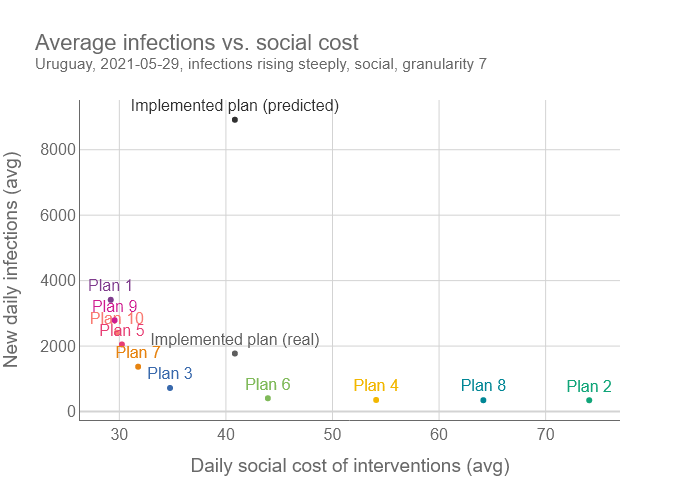 Average infections vs. social cost
Uruguay, 2021-05-29, infections rising steeply, social, granularity 7
Implemented plan (predicted)
8000
6000
4000
2000
0
New daily infections (avg)
Plan 1
Plan 9
Plan 10
Plan 5
Implemented plan (real)
Plan 7
Plan 3
Plan 6
Plan 4
Plan 8
Plan 2
30
40
50
60
70
Daily social cost of interventions (avg)